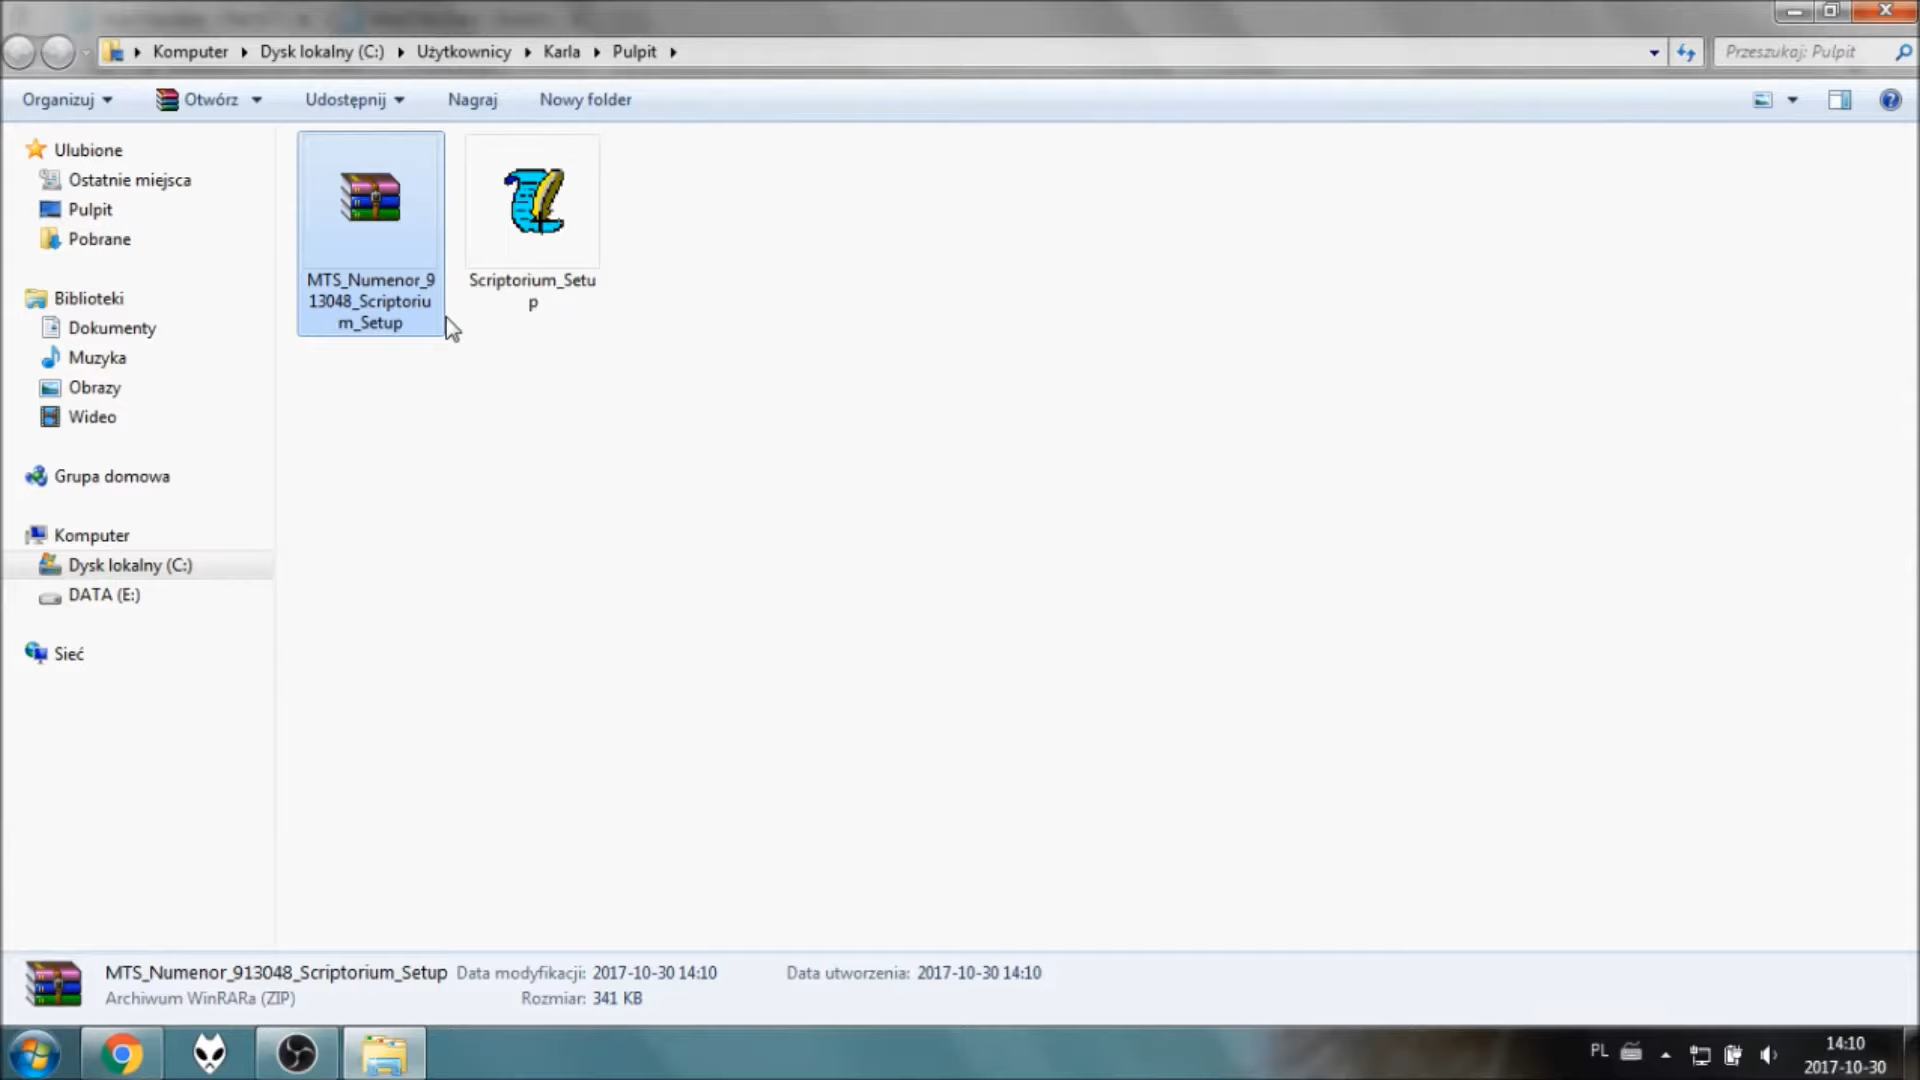 Komputer Dysk lokalny (C:) Użytkownicy Karla Pulpit Przeszukaj: Pulpit
Organizuj Otwórz Udostępnij Nagraj Nowy folder
Ulubione
Ostatnie miejsca
Pulpit
Pobrane
Biblioteki
Dokumenty
Muzyka
Obrazy
Wideo
Grupa domowa
Komputer
Dysk lokalny (C:)
DATA (E:)
Sieć
MTS_Numenor_9
13048_Scriptoriu
m_Setup
Scriptorium_Setu
p
MTS_Numenor_913048_Scriptorium_Setup Data modyfikacji: 2017-10-30 14:10 Data utworzenia: 2017-10-30 14:10
Archiwum WinRARa (ZIP) Rozmiar: 341 KB
PL
14:10
2017-10-30